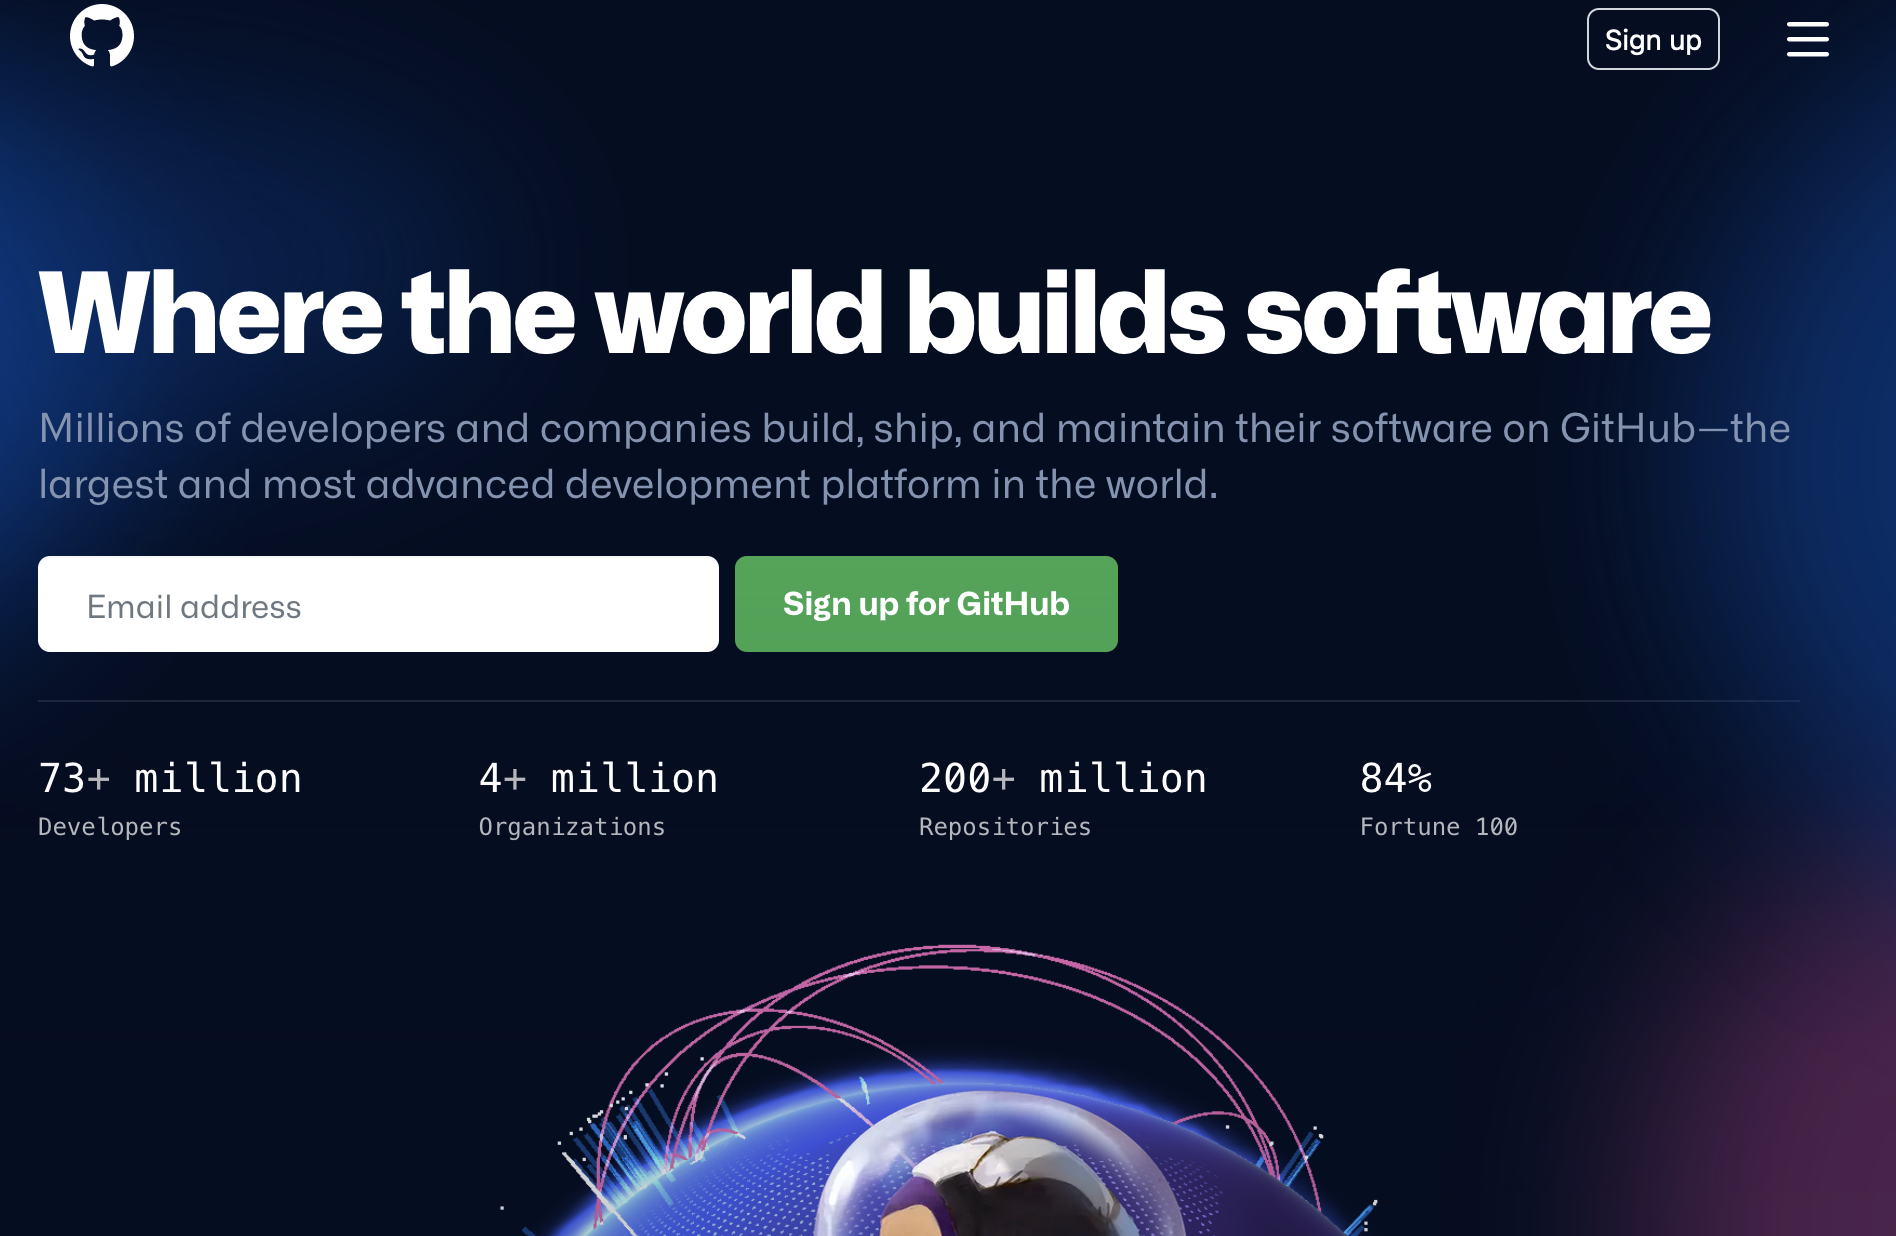 Sign up
Where the world builds software
Millions of developers and companies build, ship, and maintain their software on GitHub—the
largest and most advanced development platform in the world.
Email address
Sign up for GitHub
73+ million
Developers
4+ million
Organizations
200+ million
Repositories
84%
Fortune 100